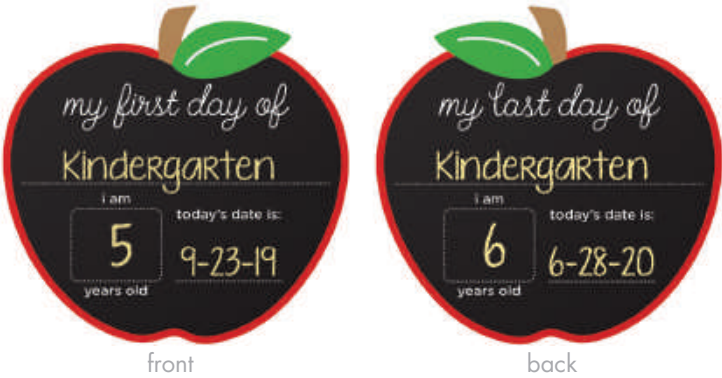 my first day of
Kindergarten
i am
today's date is:
5
9-23-19
years old
front
my last day of
Kindergarten
i am
today's date is:
6
6-28-20
years old
back